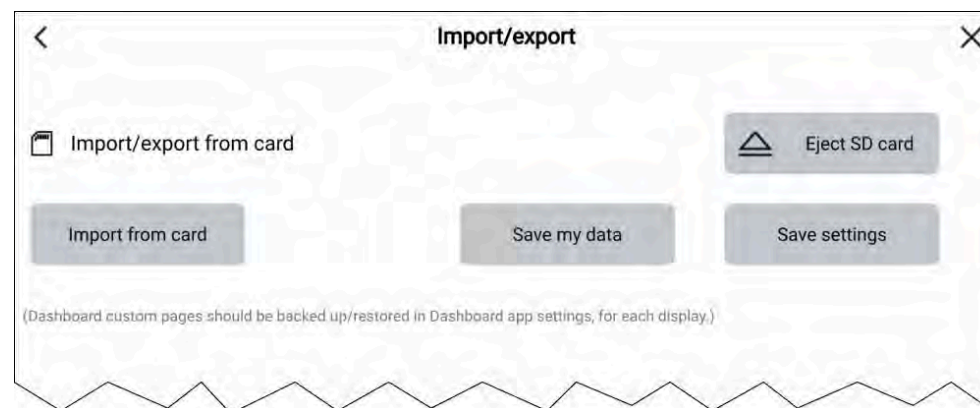 Import/export
Import/export from card
Eject SD card
Import from card
Save my data
Save settings
(Dashboard custom pages should be backed up/restored in Dashboard app settings, for each display.)